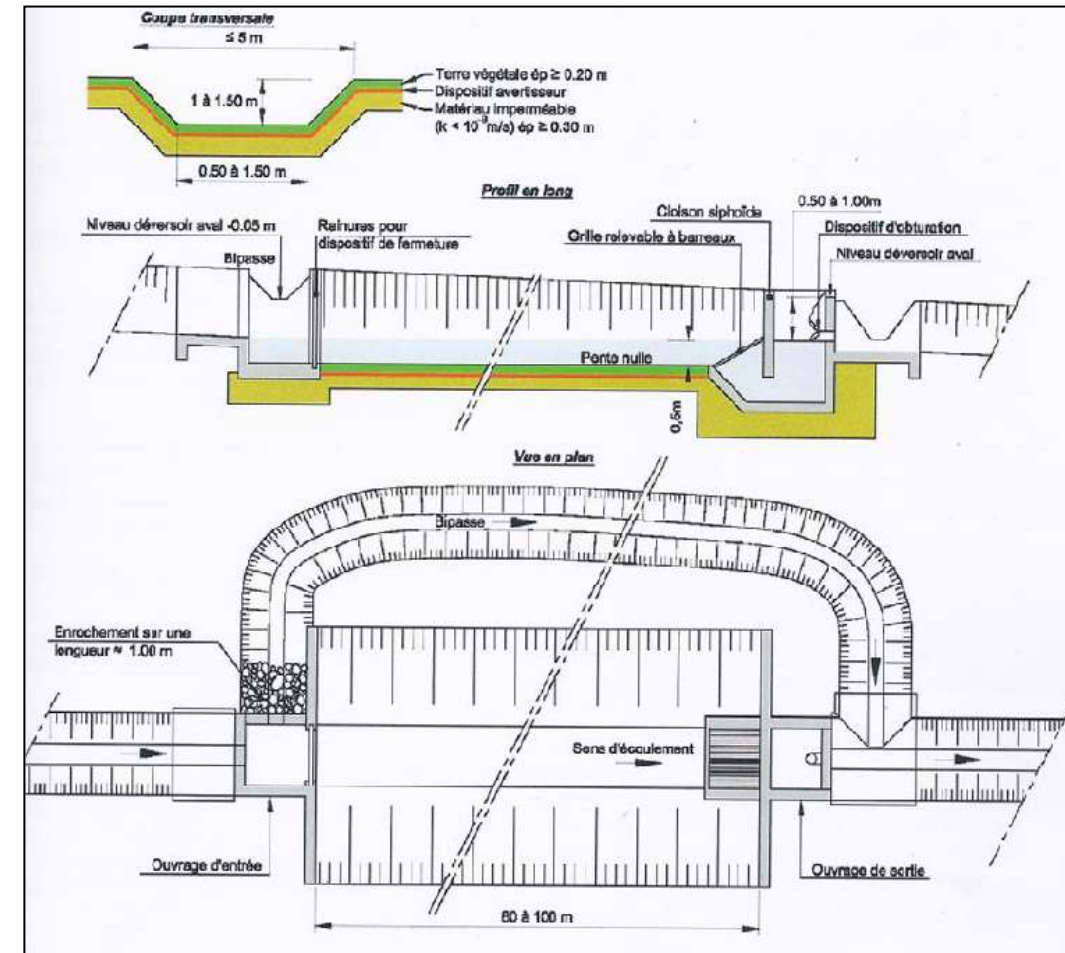 Coupe transversale
≤ 5 m
1 à 1.50 m
Terre végétale ép ≥ 0.20 m
Dispositif avertisseur
Matériau imperméable
(k < 10⁻⁹m/s) ép ≥ 0.30 m
0.50 à 1.50 m
Profil en long
Niveau déversoir aval -0.05 m
Bipasse
Rainures pour
dispositif de fermeture
Cloison siphoïde
Grille relevable à barreaux
0.50 à 1.00m
Dispositif d'obturation
Niveau déversoir aval
Pente nulle
0,5m
Vue en plan
Bipasse
Enrochement sur une
longueur ≈ 1.00 m
Sens d'écoulement
Ouvrage d'entrée
Ouvrage de sortie
60 à 100 m